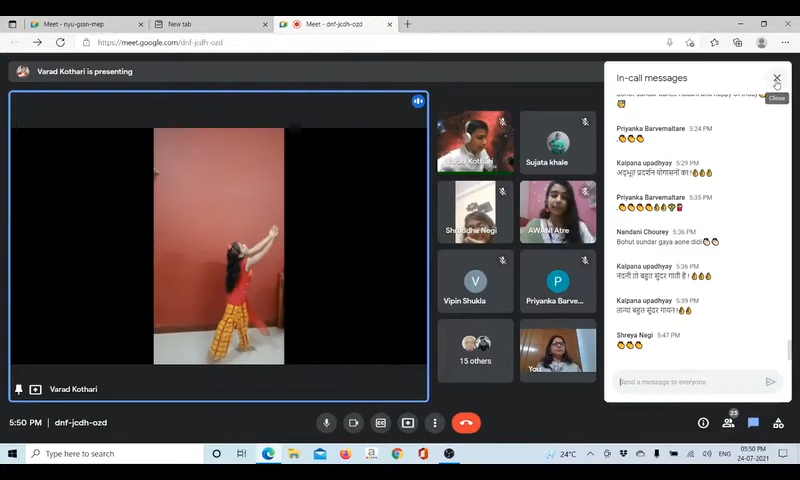 Meet - nyu-gssn-mep
New tab
Meet - dnf-jcdh-ozd
https://meet.google.com/dnf-jcdh-ozd
Varad Kothari is presenting
In-call messages
Close
Priyanka Barvemaltare 5:24 PM
Kalpana upadhyay 5:29 PM
अद्भूत प्रदर्शन योगासनों का !
Priyanka Barvemaltare 5:35 PM
Nandani Chourey 5:36 PM
Bohut sundar gaya aone didi
Kalpana upadhyay 5:36 PM
नंदनी तो बहुत सुंदर गाती है !
Kalpana upadhyay 5:39 PM
तान्या बहुत सुंदर गायन !
Shreya Negi 5:47 PM
Send a message to everyone
Varad Kothari
Sujata khale
Shraddha Negi
AWANI Atre
V
Vipin Shukla
P
Priyanka Barve...
15 others
You
Varad Kothari
5:50 PM | dnf-jcdh-ozd
23
Type here to search
24°C
ENG
05:50 PM
24-07-2021